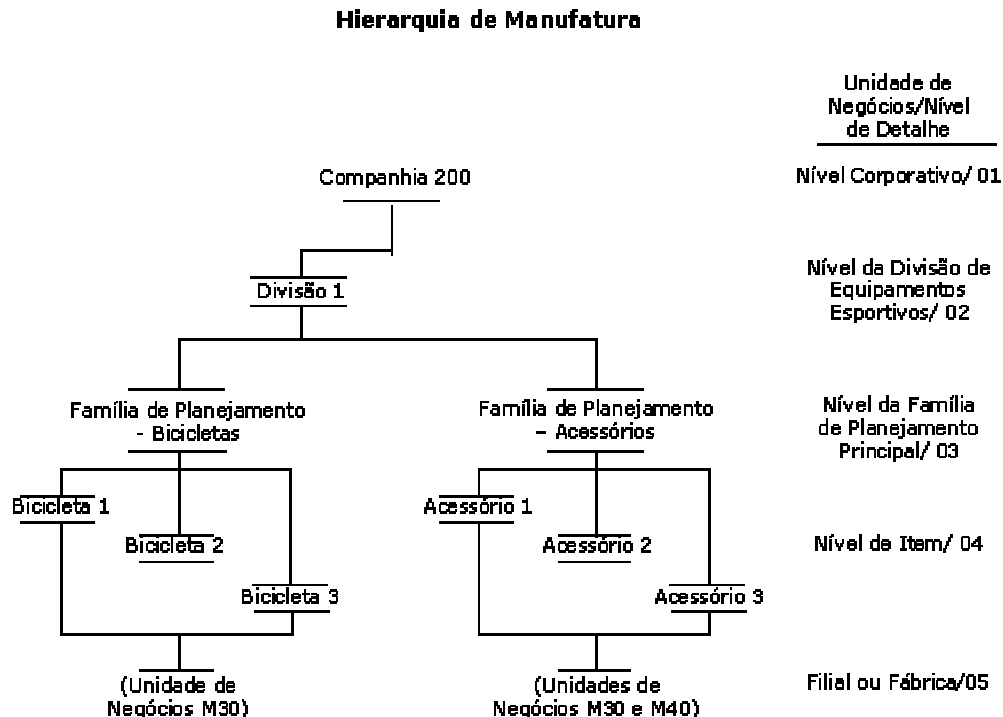 Hierarquia de Manufatura
Unidade de
Negócios/Nível
de Detalhe
Companhia 200
Nível Corporativo/ 01
Divisão 1
Nível da Divisão de
Equipamentos
Esportivos/ 02
Família de Planejamento
- Bicicletas
Família de Planejamento
– Acessórios
Nível da Família
de Planejamento
Principal/ 03
Bicicleta 1
Bicicleta 2
Bicicleta 3
Acessório 1
Acessório 2
Acessório 3
Nível de Item/ 04
(Unidade de
Negócios M30)
(Unidades de
Negócios M30 e M40)
Filial ou Fábrica/05